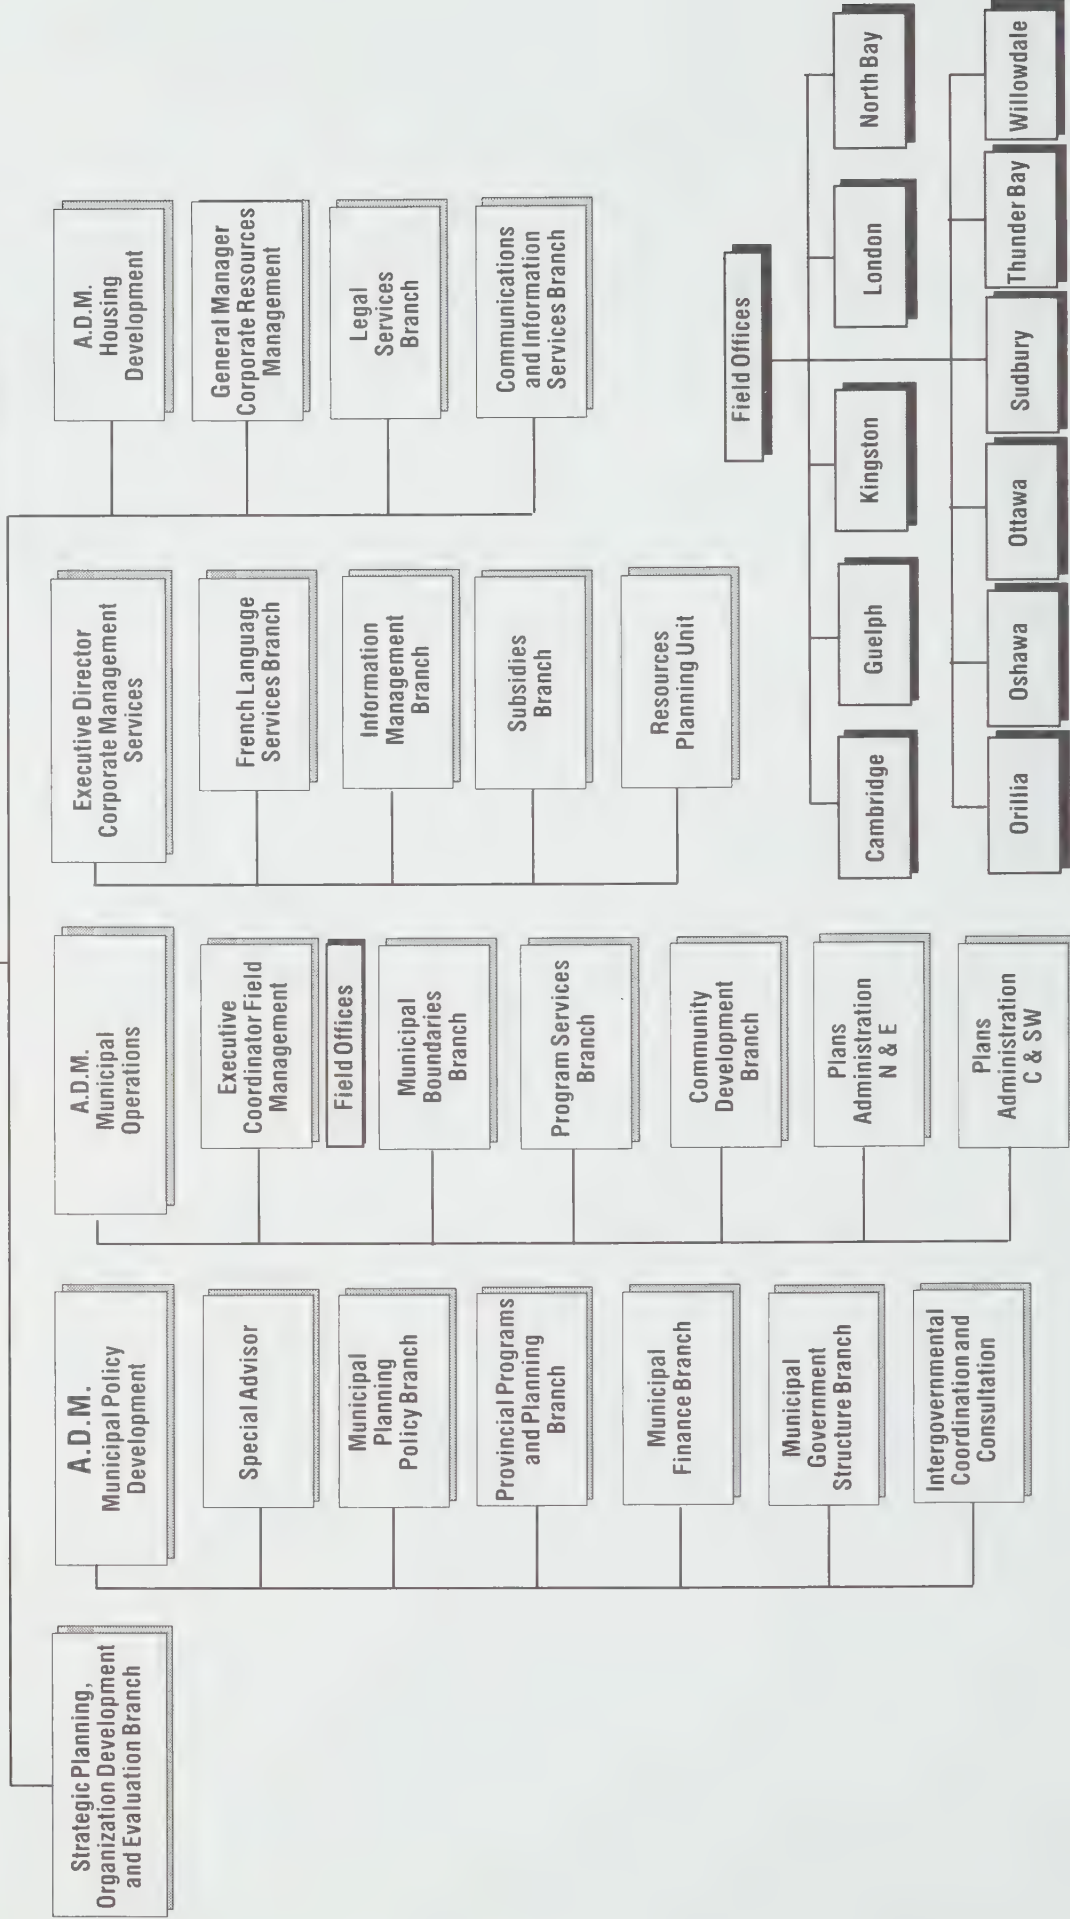 Strategic Planning,
Organization Development
and Evaluation Branch
A.D.M.
Municipal Policy
Development
Special Advisor
Municipal
Planning
Policy Branch
Provincial Programs
and Planning
Branch
Municipal
Finance Branch
Municipal
Government
Structure Branch
Intergovernmental
Coordination and
Consultation
A.D.M.
Municipal
Operations
Executive
Coordinator Field
Management
Field Offices
Municipal
Boundaries
Branch
Program Services
Branch
Community
Development
Branch
Plans
Administration
N & E
Plans
Administration
C & SW
Executive Director
Corporate Management
Services
French Language
Services Branch
Information
Management
Branch
Subsidies
Branch
Resources
Planning Unit
A.D.M.
Housing
Development
General Manager
Corporate Resources
Management
Legal
Services
Branch
Communications
and Information
Services Branch
Field Offices
Cambridge
Guelph
Kingston
London
North Bay
Orillia
Oshawa
Ottawa
Sudbury
Thunder Bay
Willowdale